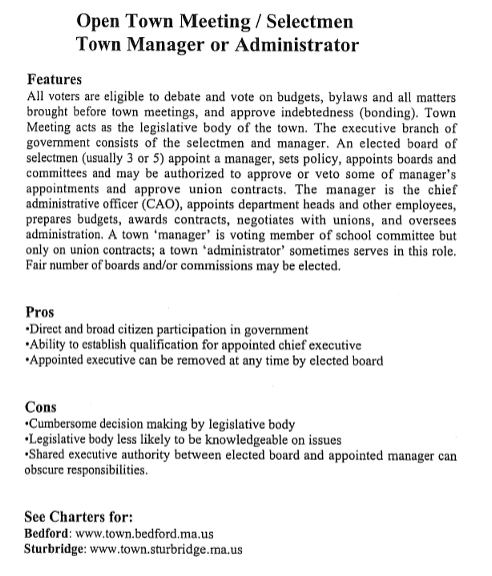 Open Town Meeting / Selectmen
Town Manager or Administrator
Features
All voters are eligible to debate and vote on budgets, bylaws and all matters
brought before town meetings, and approve indebtedness (bonding). Town
Meeting acts as the legislative body of the town. The executive branch of
government consists of the selectmen and manager. An elected board of
selectmen (usually 3 or 5) appoint a manager, sets policy, appoints boards and
committees and may be authorized to approve or veto some of manager's
appointments and approve union contracts. The manager is the chief
administrative officer (CAO), appoints department heads and other employees,
prepares budgets, awards contracts, negotiates with unions, and oversees
administration. A town 'manager' is voting member of school committee but
only on union contracts; a town 'administrator' sometimes serves in this role.
Fair number of boards and/or commissions may be elected.
Pros
•Direct and broad citizen participation in government
•Ability to establish qualification for appointed chief executive
•Appointed executive can be removed at any time by elected board
Cons
•Cumbersome decision making by legislative body
•Legislative body less likely to be knowledgeable on issues
•Shared executive authority between elected board and appointed manager can
obscure responsibilities.
See Charters for:
Bedford: www.town.bedford.ma.us
Sturbridge: www.town.sturbridge.ma.us